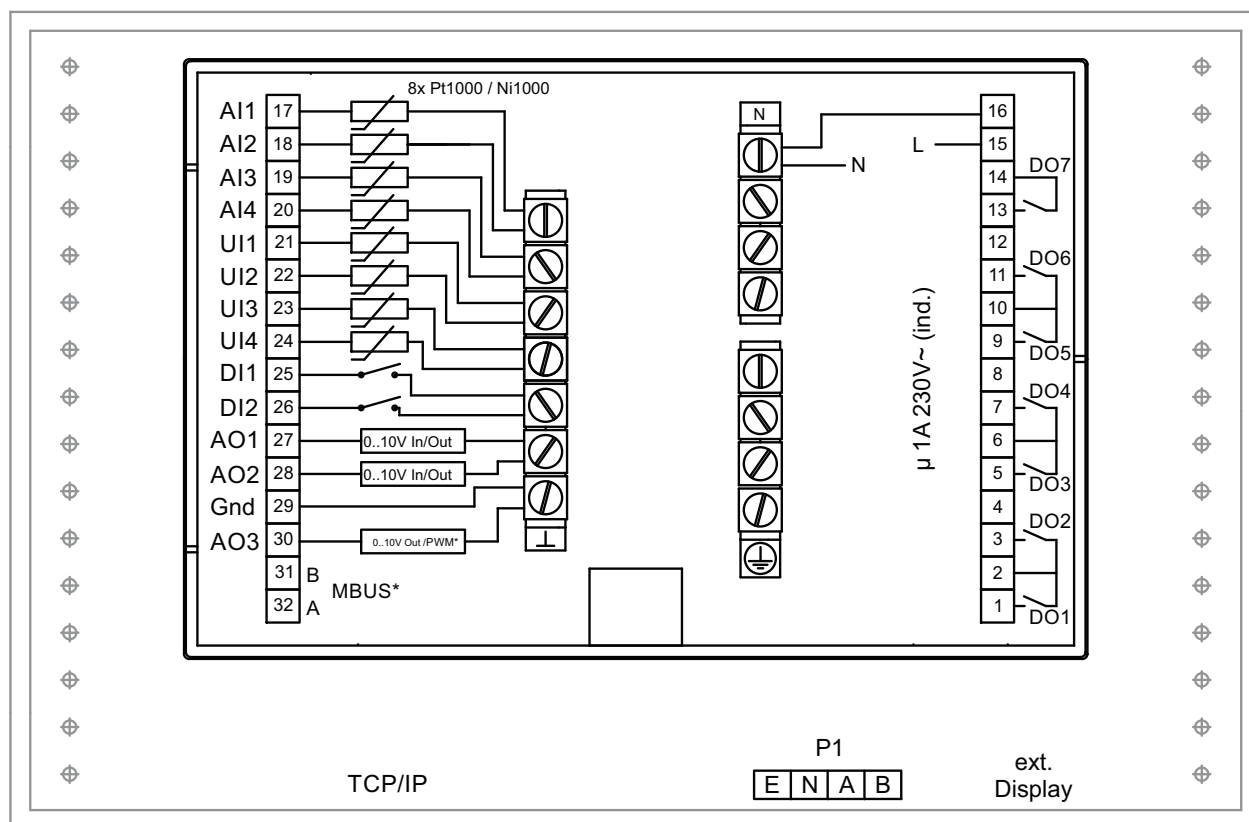 8x Pt1000 / Ni1000
AI1 17
AI2 18
AI3 19
AI4 20
UI1 21
UI2 22
UI3 23
UI4 24
DI1 25
DI2 26
AO1 27 0..10V In/Out
AO2 28 0..10V In/Out
Gnd 29
AO3 30 0..10V Out /PWM*
31 B
MBUS*
32 A
N
N
L
µ 1A 230V~ (ind.)
16
15
14 DO7
13
12
11 DO6
10
9 DO5
8
7 DO4
6
5 DO3
4
3 DO2
2
1 DO1
TCP/IP
P1
E N A B
ext.
Display